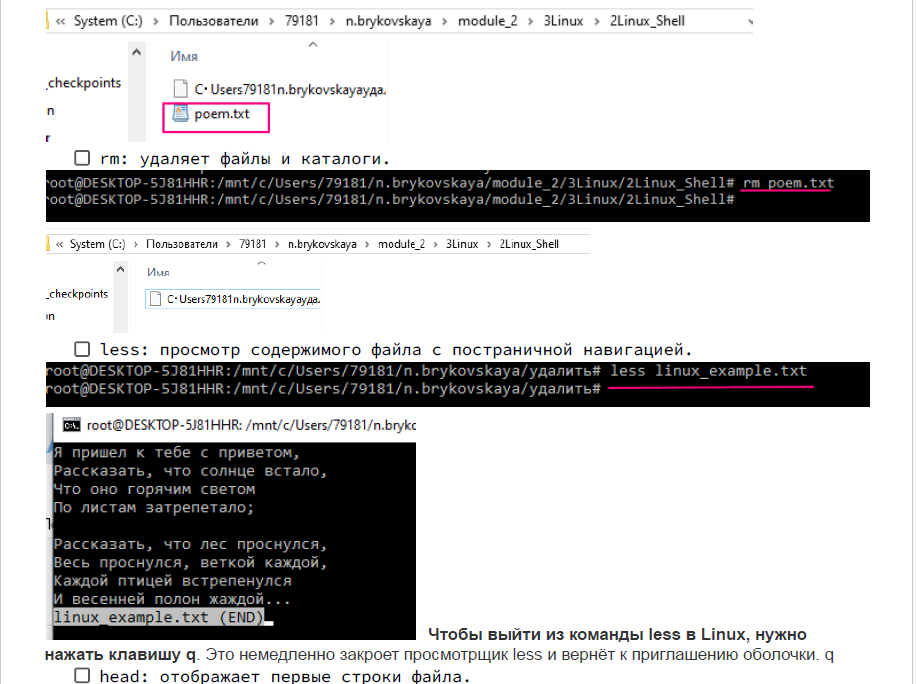 « System (C:) › Пользователи › 79181 › n.brykovskaya › module_2 › 3Linux › 2Linux_Shell
Имя
_checkpoints
C·Users79181n.brykovskayaуда
n
poem.txt
r
rm: удаляет файлы и каталоги.
root@DESKTOP-5J81HHR:/mnt/c/Users/79181/n.brykovskaya/module_2/3Linux/2Linux_Shell# rm poem.txt
root@DESKTOP-5J81HHR:/mnt/c/Users/79181/n.brykovskaya/module_2/3Linux/2Linux_Shell#
« System (C:) › Пользователи › 79181 › n.brykovskaya › module_2 › 3Linux › 2Linux_Shell
Имя
_checkpoints
C·Users79181n.brykovskayaуда
on
less: просмотр содержимого файла с постраничной навигацией.
root@DESKTOP-5J81HHR:/mnt/c/Users/79181/n.brykovskaya/удалить# less linux_example.txt
root@DESKTOP-5J81HHR:/mnt/c/Users/79181/n.brykovskaya/удалить#
root@DESKTOP-5J81HHR: /mnt/c/Users/79181/n.brykc
Я пришел к тебе с приветом,
Рассказать, что солнце встало,
Что оно горячим светом
По листам затрепетало;
Рассказать, что лес проснулся,
Весь проснулся, веткой каждой,
Каждой птицей встрепенулся
И весенней полон жаждой...
linux_example.txt (END)
Чтобы выйти из команды less в Linux, нужно
нажать клавишу q. Это немедленно закроет просмотрщик less и вернёт к приглашению оболочки. q
head: отображает первые строки файла.